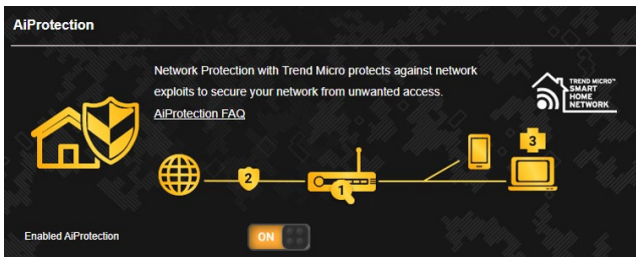 AiProtection
Network Protection with Trend Micro protects against network
exploits to secure your network from unwanted access.
AiProtection FAQ
TREND MICRO™
SMART
HOME
NETWORK
3
2
1
Enabled AiProtection
ON